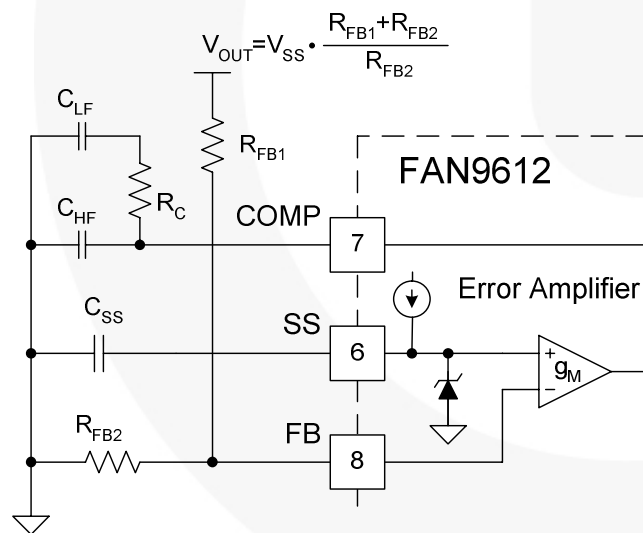 V_OUT=V_SS · (R_FB1+R_FB2)/R_FB2
C_LF
R_FB1
R_C
FAN9612
C_HF
COMP
7
C_SS
SS
6
Error Amplifier
+
g_M
−
R_FB2
FB
8